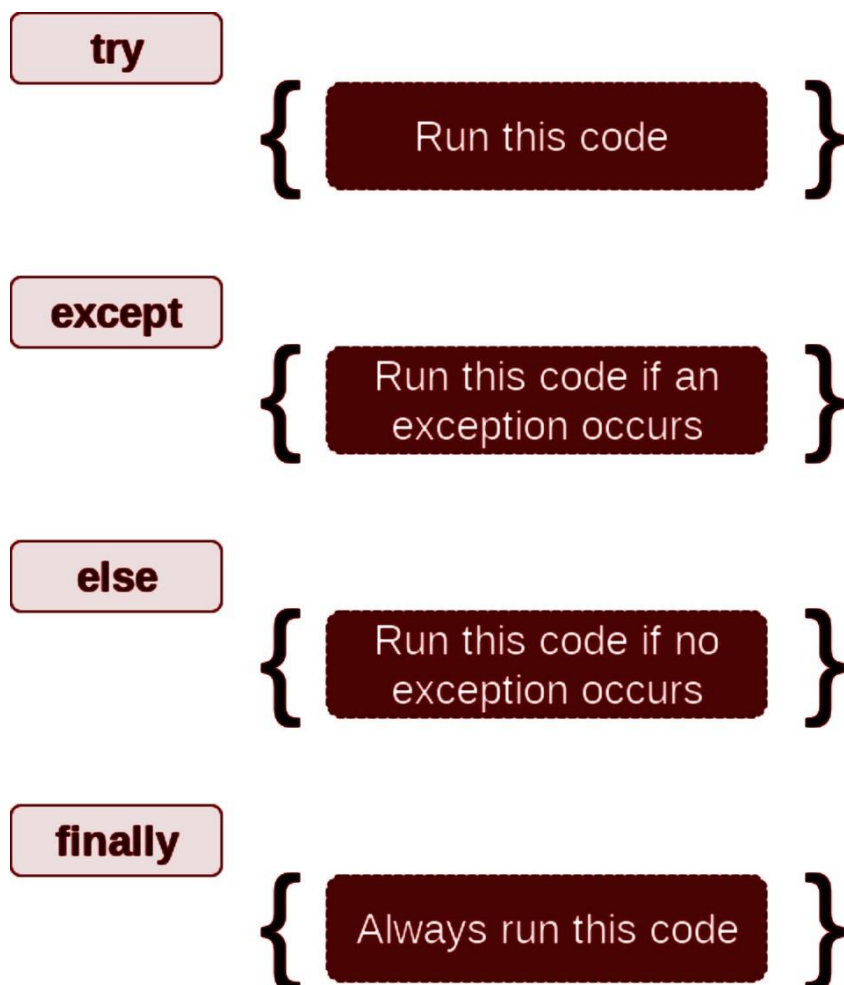 try
{ Run this code }
except
{ Run this code if an
exception occurs }
else
{ Run this code if no
exception occurs }
finally
{ Always run this code }